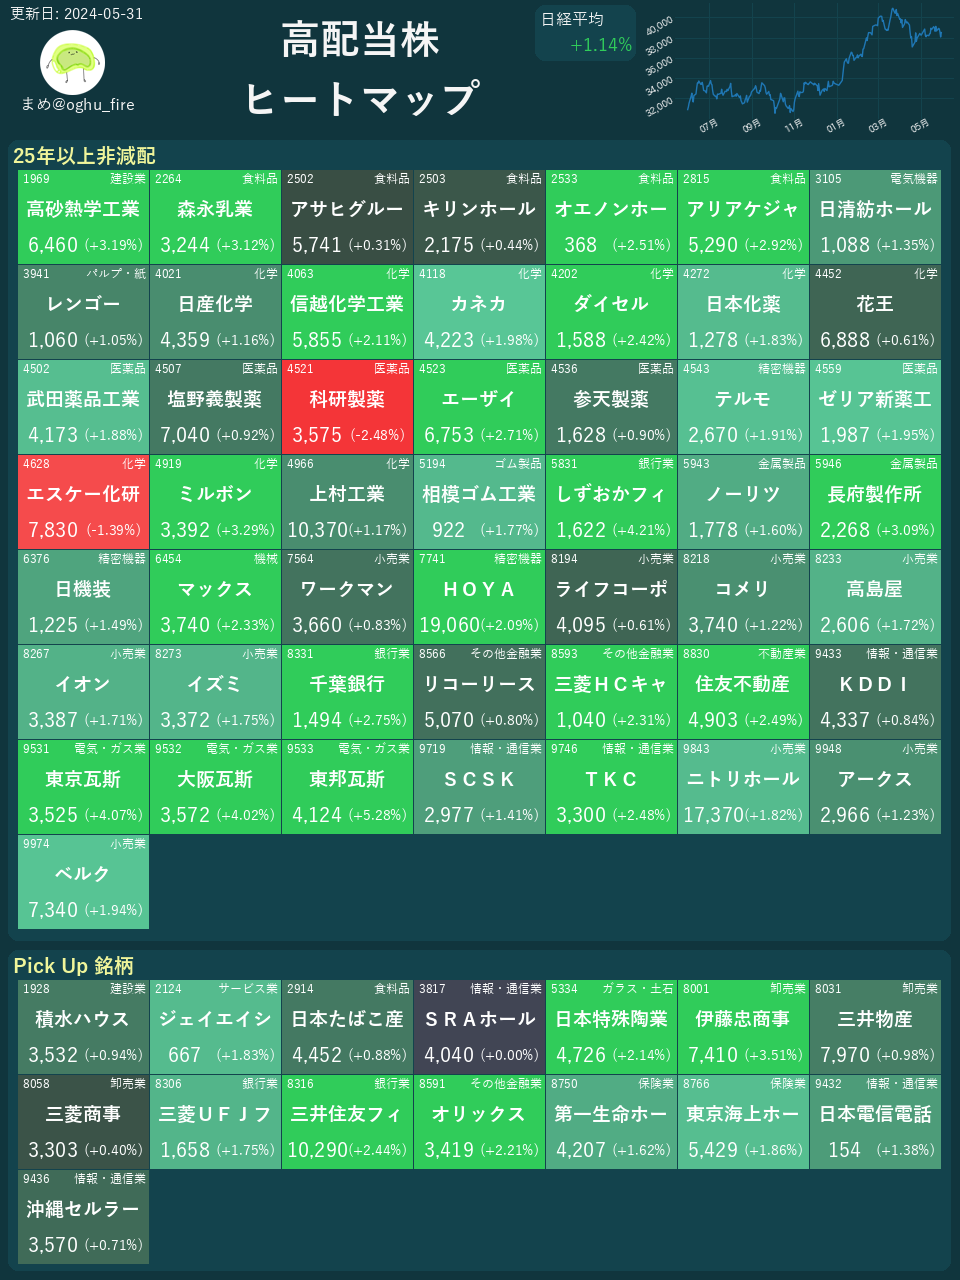 更新日: 2024-05-31
まめ@oghu_fire
高配当株
ヒートマップ
日経平均
+1.14%
40,000
38,000
36,000
34,000
32,000
07月 09月 11月 01月 03月 05月
25年以上非減配
1969 建設業 2264 食料品 2502 食料品 2503 食料品 2533 食料品 2815 食料品 3105 電気機器
高砂熱学工業 森永乳業 アサヒグルー キリンホール オエノンホー アリアケジャ 日清紡ホール
6,460 (+3.19%) 3,244 (+3.12%) 5,741 (+0.31%) 2,175 (+0.44%) 368 (+2.51%) 5,290 (+2.92%) 1,088 (+1.35%)
3941 パルプ・紙 4021 化学 4063 化学 4118 化学 4202 化学 4272 化学 4452 化学
レンゴー 日産化学 信越化学工業 カネカ ダイセル 日本化薬 花王
1,060 (+1.05%) 4,359 (+1.16%) 5,855 (+2.11%) 4,223 (+1.98%) 1,588 (+2.42%) 1,278 (+1.83%) 6,888 (+0.61%)
4502 医薬品 4507 医薬品 4521 医薬品 4523 医薬品 4536 医薬品 4543 精密機器 4559 医薬品
武田薬品工業 塩野義製薬 科研製薬 エーザイ 参天製薬 テルモ ゼリア新薬工
4,173 (+1.88%) 7,040 (+0.92%) 3,575 (-2.48%) 6,753 (+2.71%) 1,628 (+0.90%) 2,670 (+1.91%) 1,987 (+1.95%)
4628 化学 4919 化学 4966 化学 5194 ゴム製品 5831 銀行業 5943 金属製品 5946 金属製品
エスケー化研 ミルボン 上村工業 相模ゴム工業 しずおかフィ ノーリツ 長府製作所
7,830 (-1.39%) 3,392 (+3.29%) 10,370(+1.17%) 922 (+1.77%) 1,622 (+4.21%) 1,778 (+1.60%) 2,268 (+3.09%)
6376 精密機器 6454 機械 7564 小売業 7741 精密機器 8194 小売業 8218 小売業 8233 小売業
日機装 マックス ワークマン ＨＯＹＡ ライフコーポ コメリ 高島屋
1,225 (+1.49%) 3,740 (+2.33%) 3,660 (+0.83%) 19,060(+2.09%) 4,095 (+0.61%) 3,740 (+1.22%) 2,606 (+1.72%)
8267 小売業 8273 小売業 8331 銀行業 8566 その他金融業 8593 その他金融業 8830 不動産業 9433 情報・通信業
イオン イズミ 千葉銀行 リコーリース 三菱ＨＣキャ 住友不動産 ＫＤＤＩ
3,387 (+1.71%) 3,372 (+1.75%) 1,494 (+2.75%) 5,070 (+0.80%) 1,040 (+2.31%) 4,903 (+2.49%) 4,337 (+0.84%)
9531 電気・ガス業 9532 電気・ガス業 9533 電気・ガス業 9719 情報・通信業 9746 情報・通信業 9843 小売業 9948 小売業
東京瓦斯 大阪瓦斯 東邦瓦斯 ＳＣＳＫ ＴＫＣ ニトリホール アークス
3,525 (+4.07%) 3,572 (+4.02%) 4,124 (+5.28%) 2,977 (+1.41%) 3,300 (+2.48%) 17,370(+1.82%) 2,966 (+1.23%)
9974 小売業
ベルク
7,340 (+1.94%)
Pick Up 銘柄
1928 建設業 2124 サービス業 2914 食料品 3817 情報・通信業 5334 ガラス・土石 8001 卸売業 8031 卸売業
積水ハウス ジェイエイシ 日本たばこ産 ＳＲＡホール 日本特殊陶業 伊藤忠商事 三井物産
3,532 (+0.94%) 667 (+1.83%) 4,452 (+0.88%) 4,040 (+0.00%) 4,726 (+2.14%) 7,410 (+3.51%) 7,970 (+0.98%)
8058 卸売業 8306 銀行業 8316 銀行業 8591 その他金融業 8750 保険業 8766 保険業 9432 情報・通信業
三菱商事 三菱ＵＦＪフ 三井住友フィ オリックス 第一生命ホー 東京海上ホー 日本電信電話
3,303 (+0.40%) 1,658 (+1.75%) 10,290(+2.44%) 3,419 (+2.21%) 4,207 (+1.62%) 5,429 (+1.86%) 154 (+1.38%)
9436 情報・通信業
沖縄セルラー
3,570 (+0.71%)